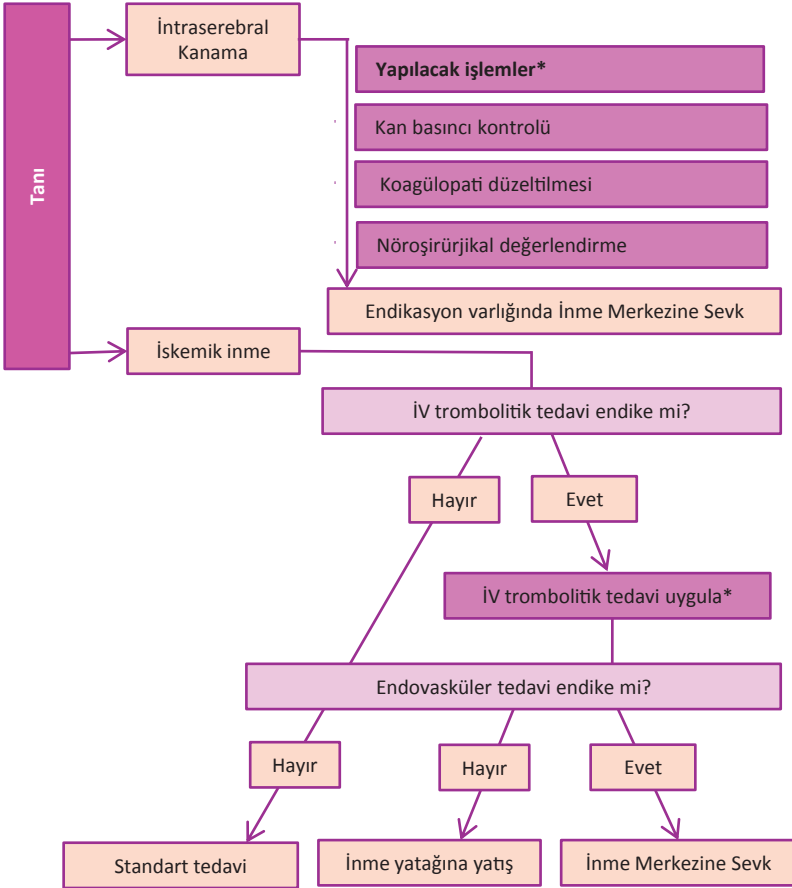 Tanı
İntraserebral
Kanama
Yapılacak işlemler*
Kan basıncı kontrolü
Koagülopati düzeltilmesi
Nöroşirürjikal değerlendirme
Endikasyon varlığında İnme Merkezine Sevk
İskemik inme
İV trombolitik tedavi endike mi?
Hayır
Evet
İV trombolitik tedavi uygula*
Endovasküler tedavi endike mi?
Hayır
Hayır
Evet
Standart tedavi
İnme yatağına yatış
İnme Merkezine Sevk